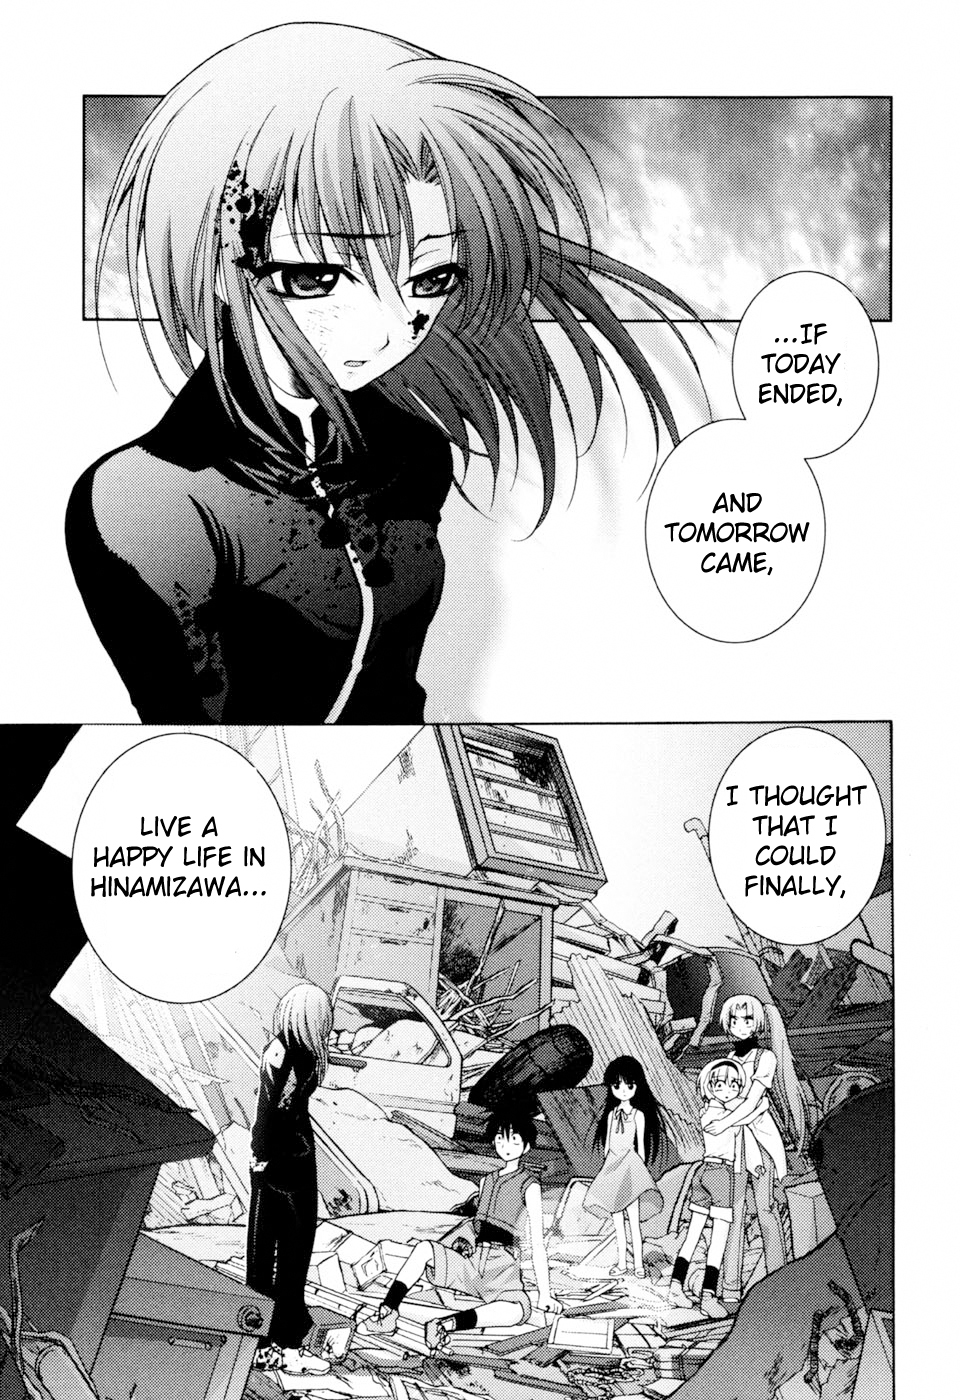 ...IF
TODAY
ENDED,
AND
TOMORROW
CAME,
I THOUGHT
THAT I
COULD
FINALLY,
LIVE A
HAPPY LIFE IN
HINAMIZAWA...